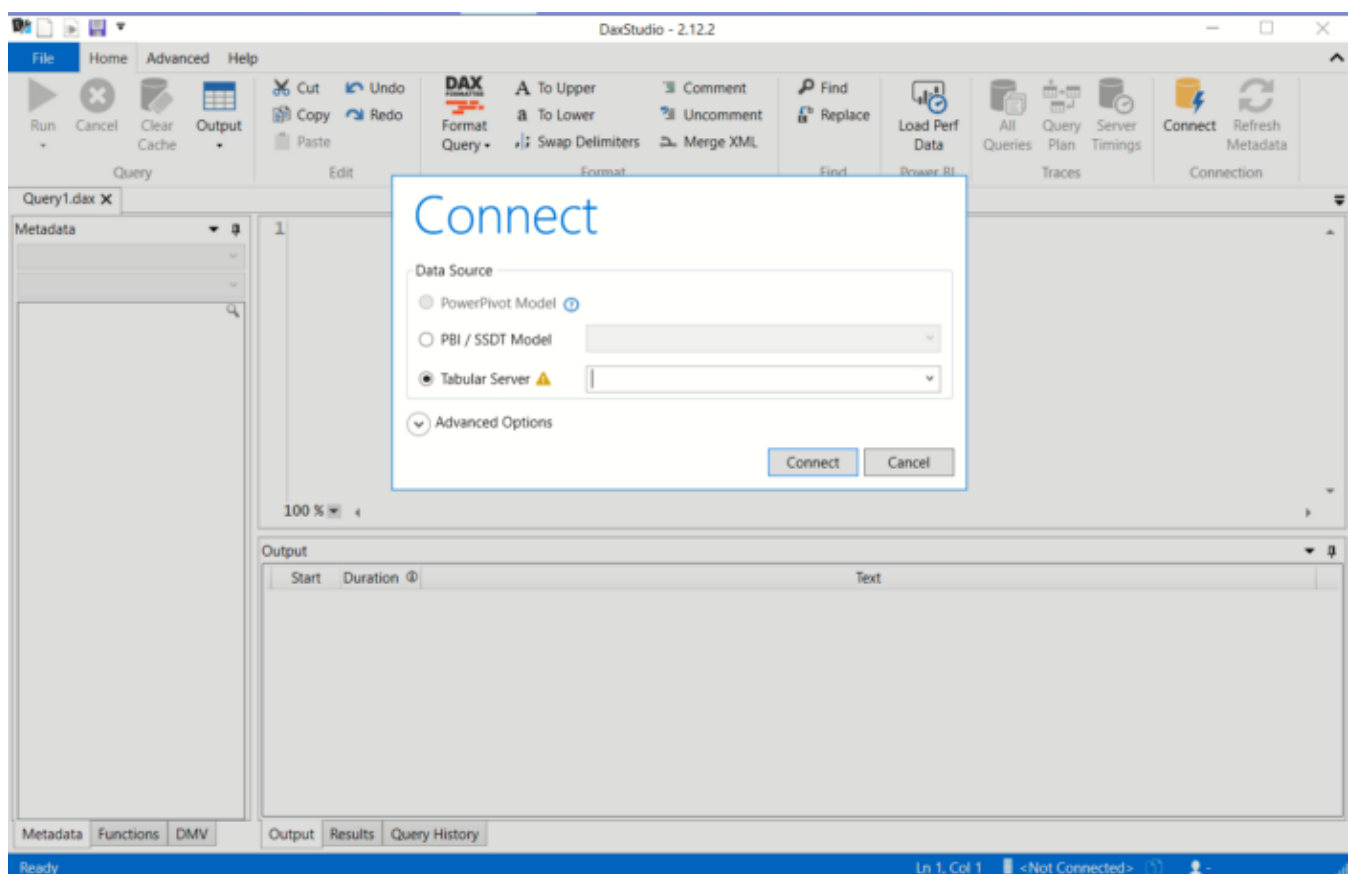 DaxStudio - 2.12.2
File Home Advanced Help
Cut Undo DAX FORMATTER A To Upper Comment Find
Copy Redo a To Lower Uncomment Replace
Run Cancel Clear Cache Output Format Query Load Perf Data All Queries Query Plan Server Timings Connect Refresh Metadata
Paste Swap Delimiters Merge XML
Query Edit Format Find Power BI Traces Connection
Query1.dax
Metadata
1
Connect
Data Source
PowerPivot Model
PBI / SSDT Model
Tabular Server
Advanced Options
Connect Cancel
100 %
Output
Start Duration Text
Metadata Functions DMV Output Results Query History
Ready Ln 1, Col 1 <Not Connected> -